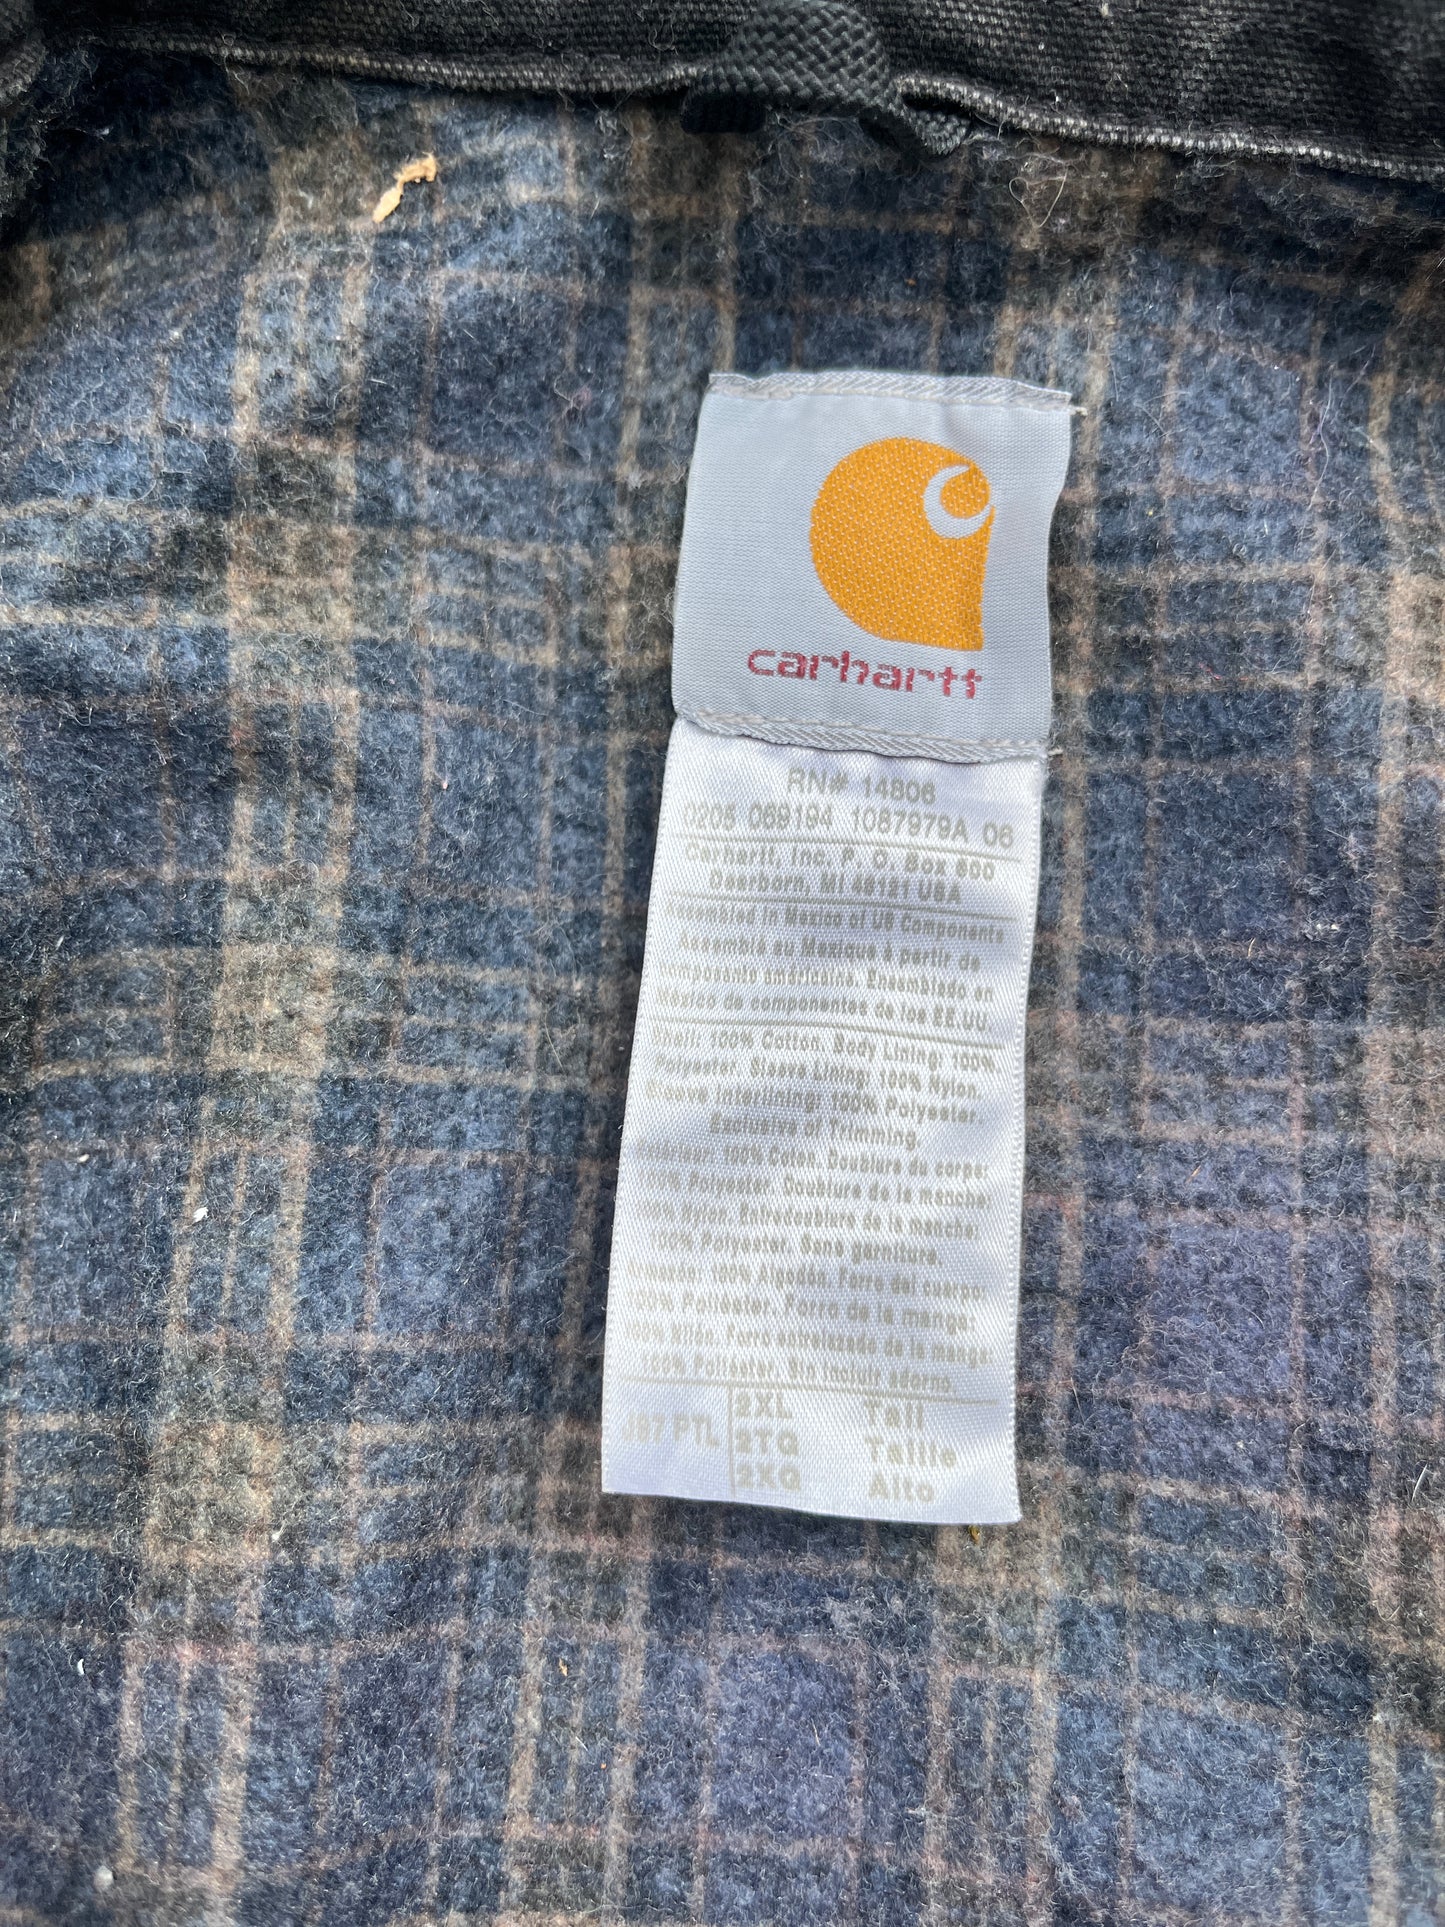 carhartt
RN# 14806
0205 069194 1087979A 06
Carhartt, Inc. P. O. Box 600
Dearborn, MI 48121 USA
Assembled in Mexico of US Components
Assemblé au Mexique à partir de
composants américains. Ensamblado en
México de componentes de los EE.UU.
Shell: 100% Cotton. Body Lining: 100%
Polyester. Sleeve Lining: 100% Nylon.
Sleeve Interlining: 100% Polyester.
Exclusive of Trimming.
100% Coton. Doublure du corps:
100% Polyester. Doublure de la manche:
100% Nylon. Entredoublure de la manche:
100% Polyester. Sans garniture.
100% Algodón. Forro del cuerpo:
100% Poliéster. Forro de la manga:
100% Nilón. Forro entrelazado de la manga:
100% Poliéster. Sin incluir adorno.
J97 PTL
2XL Tall
2TG Taille
2XG Alto